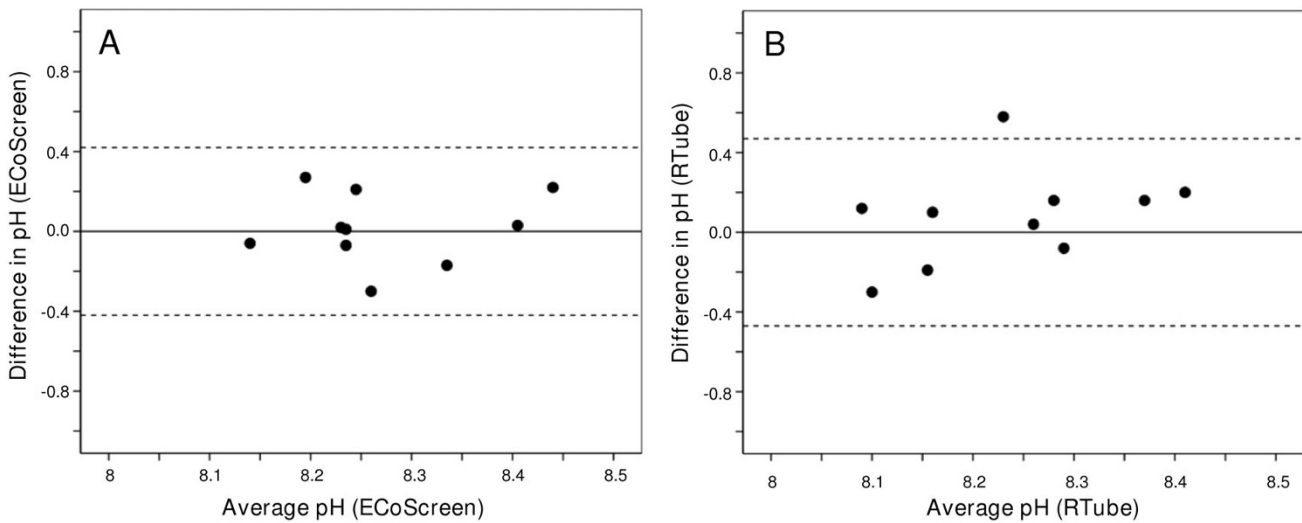 A
Difference in pH (ECoScreen)
0.8
0.4
0.0
-0.4
-0.8
8 8.1 8.2 8.3 8.4 8.5
Average pH (ECoScreen)
B
Difference in pH (RTube)
0.8
0.4
0.0
-0.4
-0.8
8 8.1 8.2 8.3 8.4 8.5
Average pH (RTube)